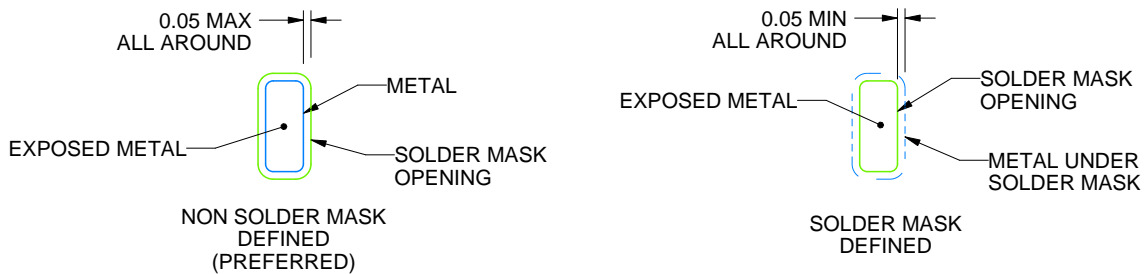 0.05 MAX
ALL AROUND
METAL
EXPOSED METAL
SOLDER MASK
OPENING
NON SOLDER MASK
DEFINED
(PREFERRED)
0.05 MIN
ALL AROUND
SOLDER MASK
OPENING
EXPOSED METAL
METAL UNDER
SOLDER MASK
SOLDER MASK
DEFINED